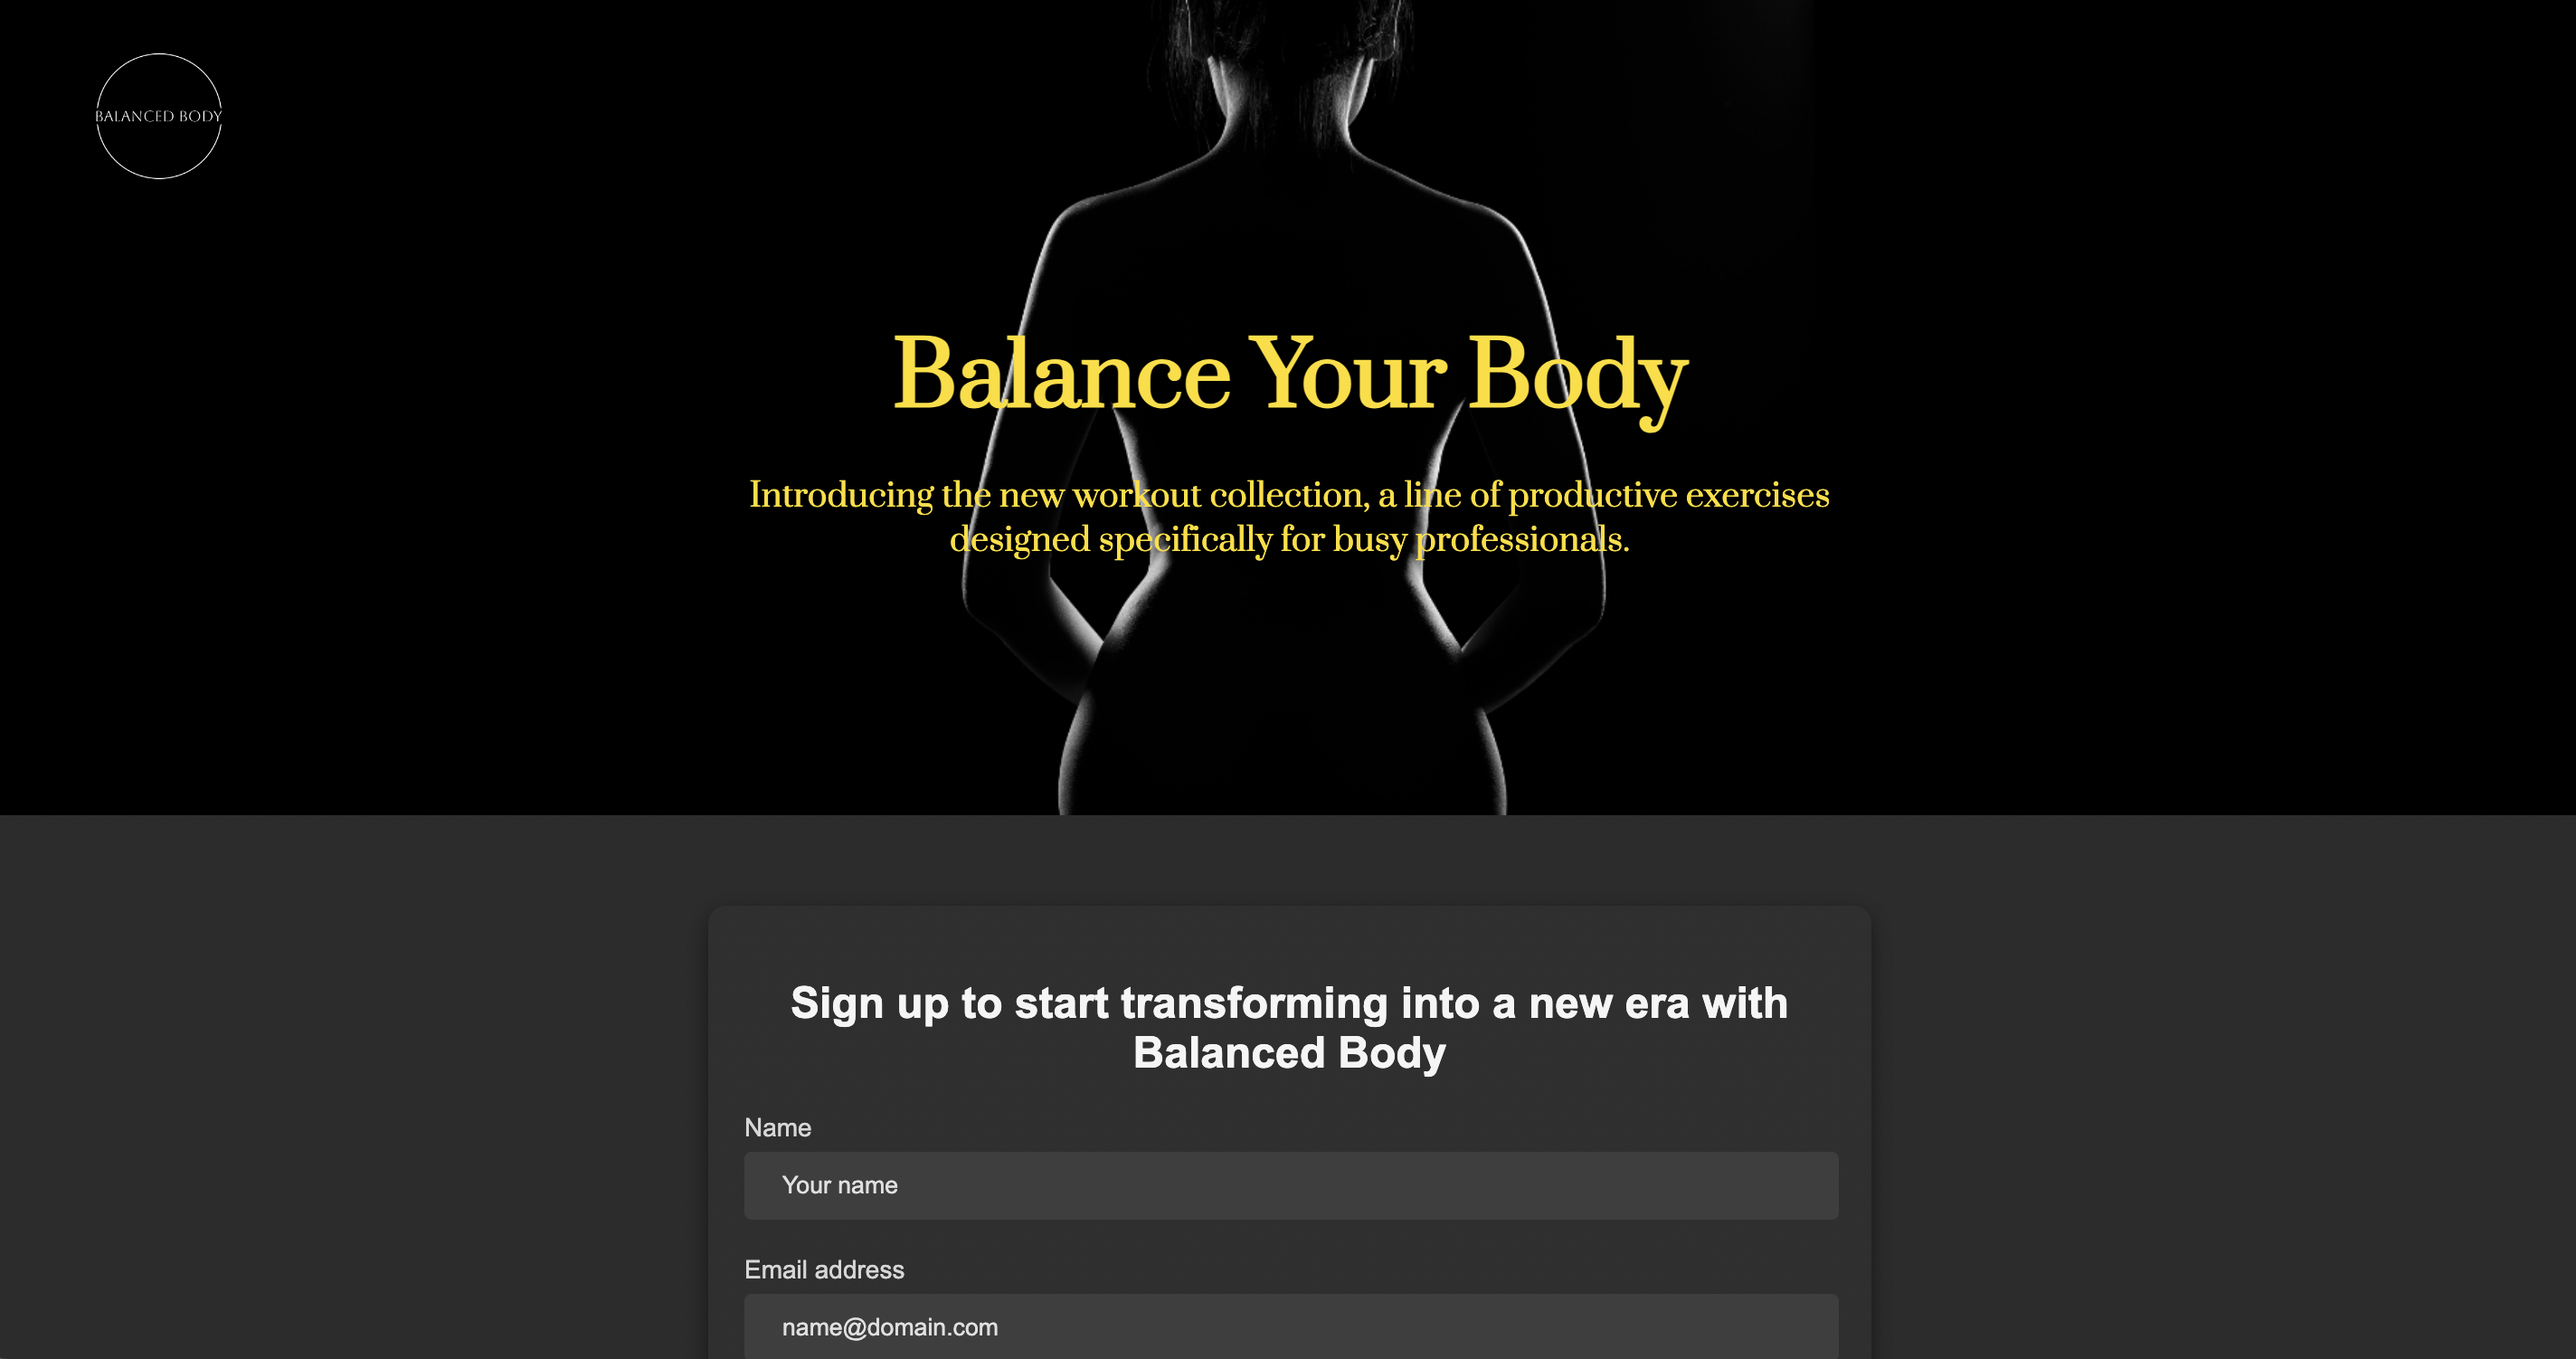 BALANCED BODY
Balance Your Body
Introducing the new workout collection, a line of productive exercises
designed specifically for busy professionals.
Sign up to start transforming into a new era with
Balanced Body
Name
Your name
Email address
name@domain.com